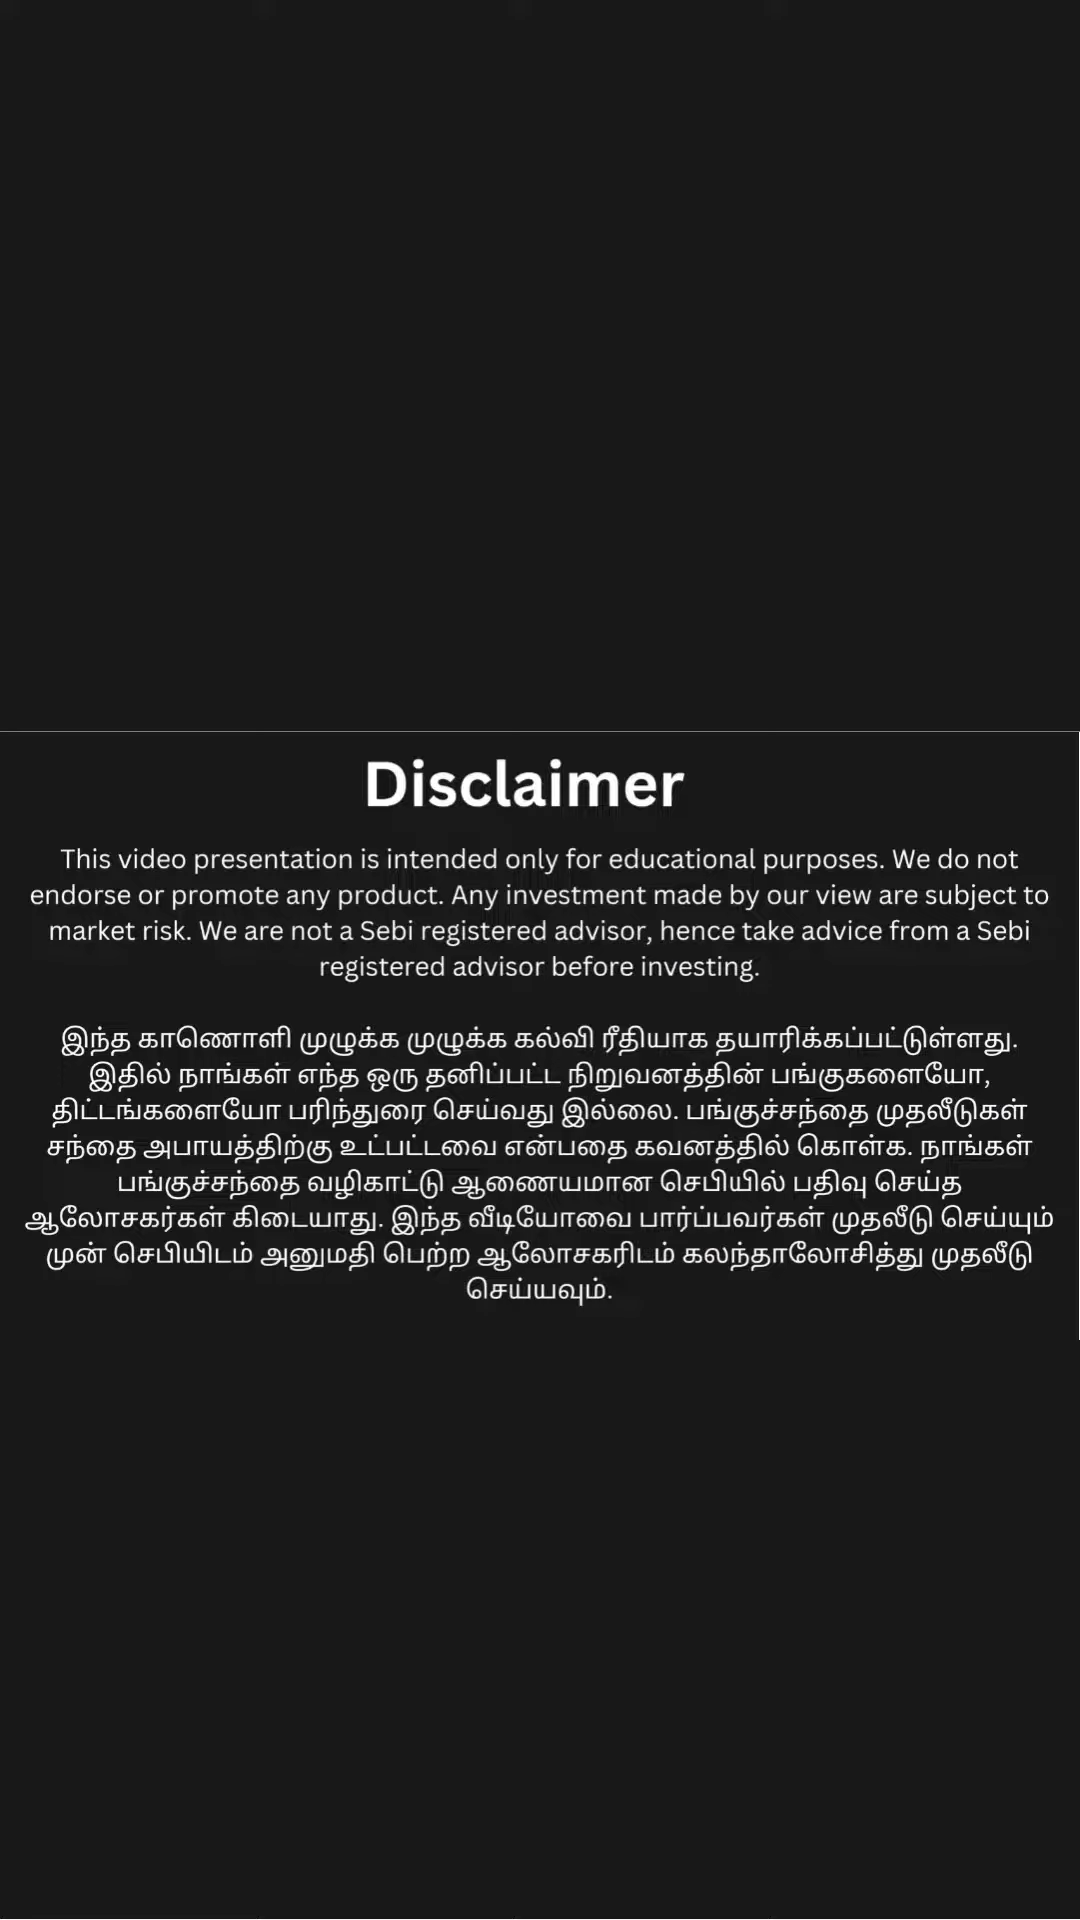 Disclaimer
This video presentation is intended only for educational purposes. We do not
endorse or promote any product. Any investment made by our view are subject to
market risk. We are not a Sebi registered advisor, hence take advice from a Sebi
registered advisor before investing.
இந்த காணொளி முழுக்க முழுக்க கல்வி ரீதியாக தயாரிக்கப்பட்டுள்ளது.
இதில் நாங்கள் எந்த ஒரு தனிப்பட்ட நிறுவனத்தின் பங்குகளையோ,
திட்டங்களையோ பரிந்துரை செய்வது இல்லை. பங்குச்சந்தை முதலீடுகள்
சந்தை அபாயத்திற்கு உட்பட்டவை என்பதை கவனத்தில் கொள்க. நாங்கள்
பங்குச்சந்தை வழிகாட்டு ஆணையமான செபியில் பதிவு செய்த
ஆலோசகர்கள் கிடையாது. இந்த வீடியோவை பார்ப்பவர்கள் முதலீடு செய்யும்
முன் செபியிடம் அனுமதி பெற்ற ஆலோசகரிடம் கலந்தாலோசித்து முதலீடு
செய்யவும்.